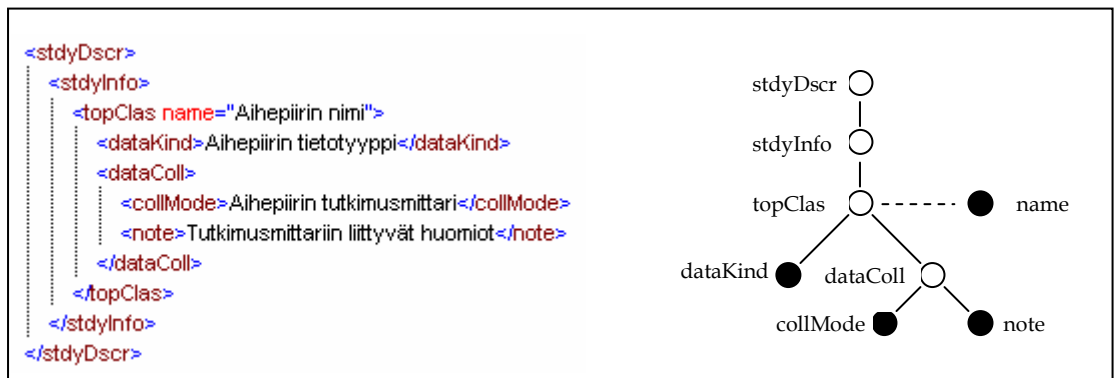 <stdyDscr>
<stdyInfo>
<topClas name="Aihepiirin nimi">
<dataKind>Aihepiirin tietotyyppi</dataKind>
<dataColl>
<collMode>Aihepiirin tutkimusmittari</collMode>
<note>Tutkimusmittariin liittyvät huomiot</note>
</dataColl>
</topClas>
</stdyInfo>
</stdyDscr>
stdyDscr
stdyInfo
topClas
name
dataKind
dataColl
collMode
note